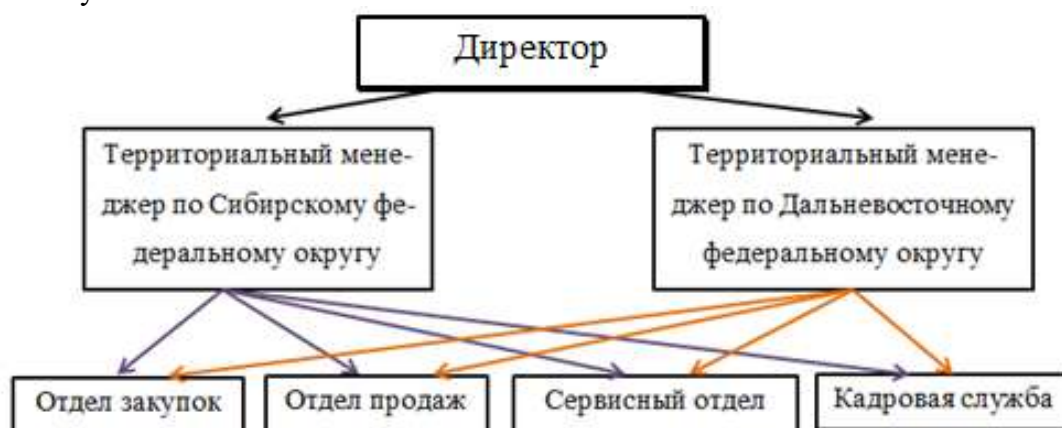 Директор
Территориальный мене-
джер по Сибирскому фе-
деральному округу
Территориальный мене-
джер по Дальневосточному
федеральному округу
Отдел закупок
Отдел продаж
Сервисный отдел
Кадровая служба